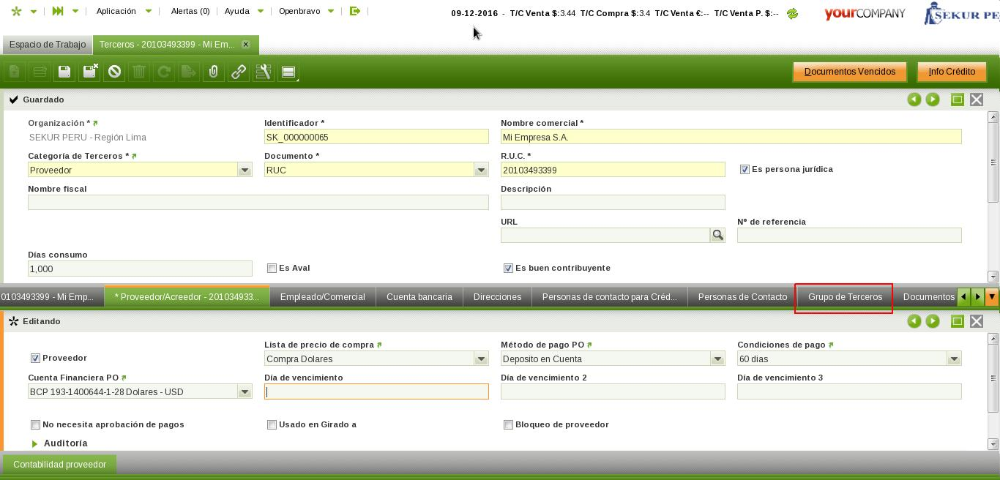 Aplicación Alertas (0) Ayuda Openbravo 09-12-2016 - T/C Venta $:3.44 T/C Compra $:3.4 T/C Venta €:-- T/C Venta P. $:-- yourCOMPANY SEKUR PE
Espacio de Trabajo Terceros - 20103493399 - Mi Em... x
Documentos Vencidos Info Crédito
Guardado
Organización * Identificador * Nombre comercial *
SEKUR PERU - Región Lima SK_000000065 Mi Empresa S.A.
Categoría de Terceros * Documento * R.U.C. *
Proveedor RUC 20103493399 Es persona jurídica
Nombre fiscal Descripción
URL Nº de referencia
Días consumo
1,000 Es Aval Es buen contribuyente
0103493399 - Mi Emp... * Proveedor/Acreedor - 201034933... Empleado/Comercial Cuenta bancaria Direcciones Personas de contacto para Créd... Personas de Contacto Grupo de Terceros Documentos
Editando
Lista de precio de compra Método de pago PO Condiciones de pago
Proveedor Compra Dolares Deposito en Cuenta 60 dias
Cuenta Financiera PO Día de vencimiento Día de vencimiento 2 Día de vencimiento 3
BCP 193-1400644-1-28 Dolares - USD
No necesita aprobación de pagos Usado en Girado a Bloqueo de proveedor
Auditoría
Contabilidad proveedor